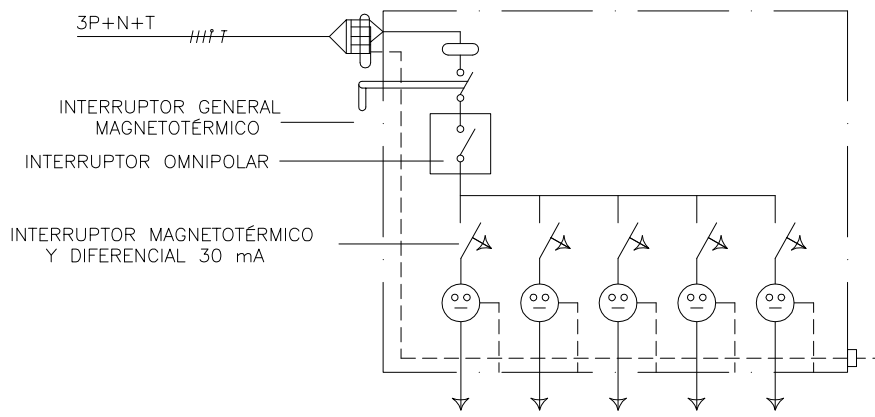 3P+N+T
T
INTERRUPTOR GENERAL
MAGNETOTÉRMICO
INTERRUPTOR OMNIPOLAR
INTERRUPTOR MAGNETOTÉRMICO
Y DIFERENCIAL 30 mA